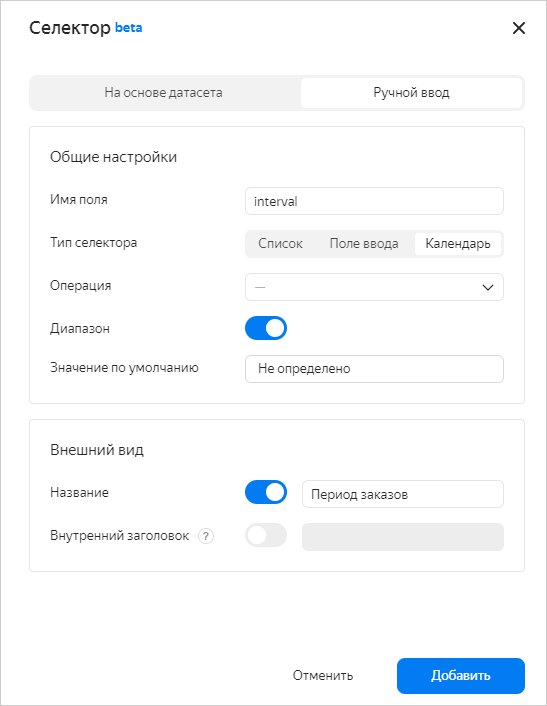 Селектор beta
На основе датасета Ручной ввод
Общие настройки
Имя поля interval
Тип селектора Список Поле ввода Календарь
Операция —
Диапазон
Значение по умолчанию Не определено
Внешний вид
Название Период заказов
Внутренний заголовок ?
Отменить Добавить